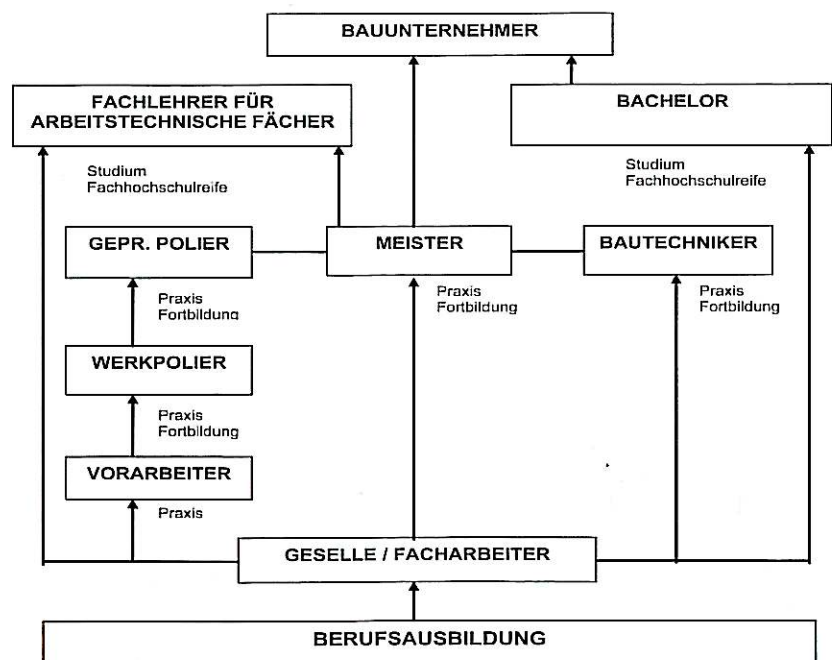 BAUUNTERNEHMER
FACHLEHRER FÜR
ARBEITSTECHNISCHE FÄCHER
BACHELOR
Studium
Fachhochschulreife
Studium
Fachhochschulreife
GEPR. POLIER
MEISTER
BAUTECHNIKER
Praxis
Fortbildung
Praxis
Fortbildung
Praxis
Fortbildung
WERKPOLIER
Praxis
Fortbildung
VORARBEITER
Praxis
GESELLE / FACHARBEITER
BERUFSAUSBILDUNG